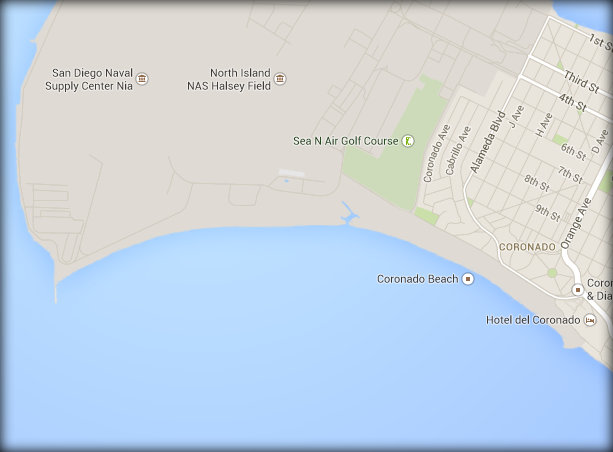 1st S
San Diego Naval
Supply Center Nia
North Island
NAS Halsey Field
Third St
4th St
Sea N Air Golf Course
J Ave
H Ave
D Ave
Alameda Blvd
Coronado Ave
Cabrillo Ave
6th St
7th St
8th St
9th St
Orange Ave
CORONADO
Coronado Beach
Coron
& Dia
Hotel del Coronado